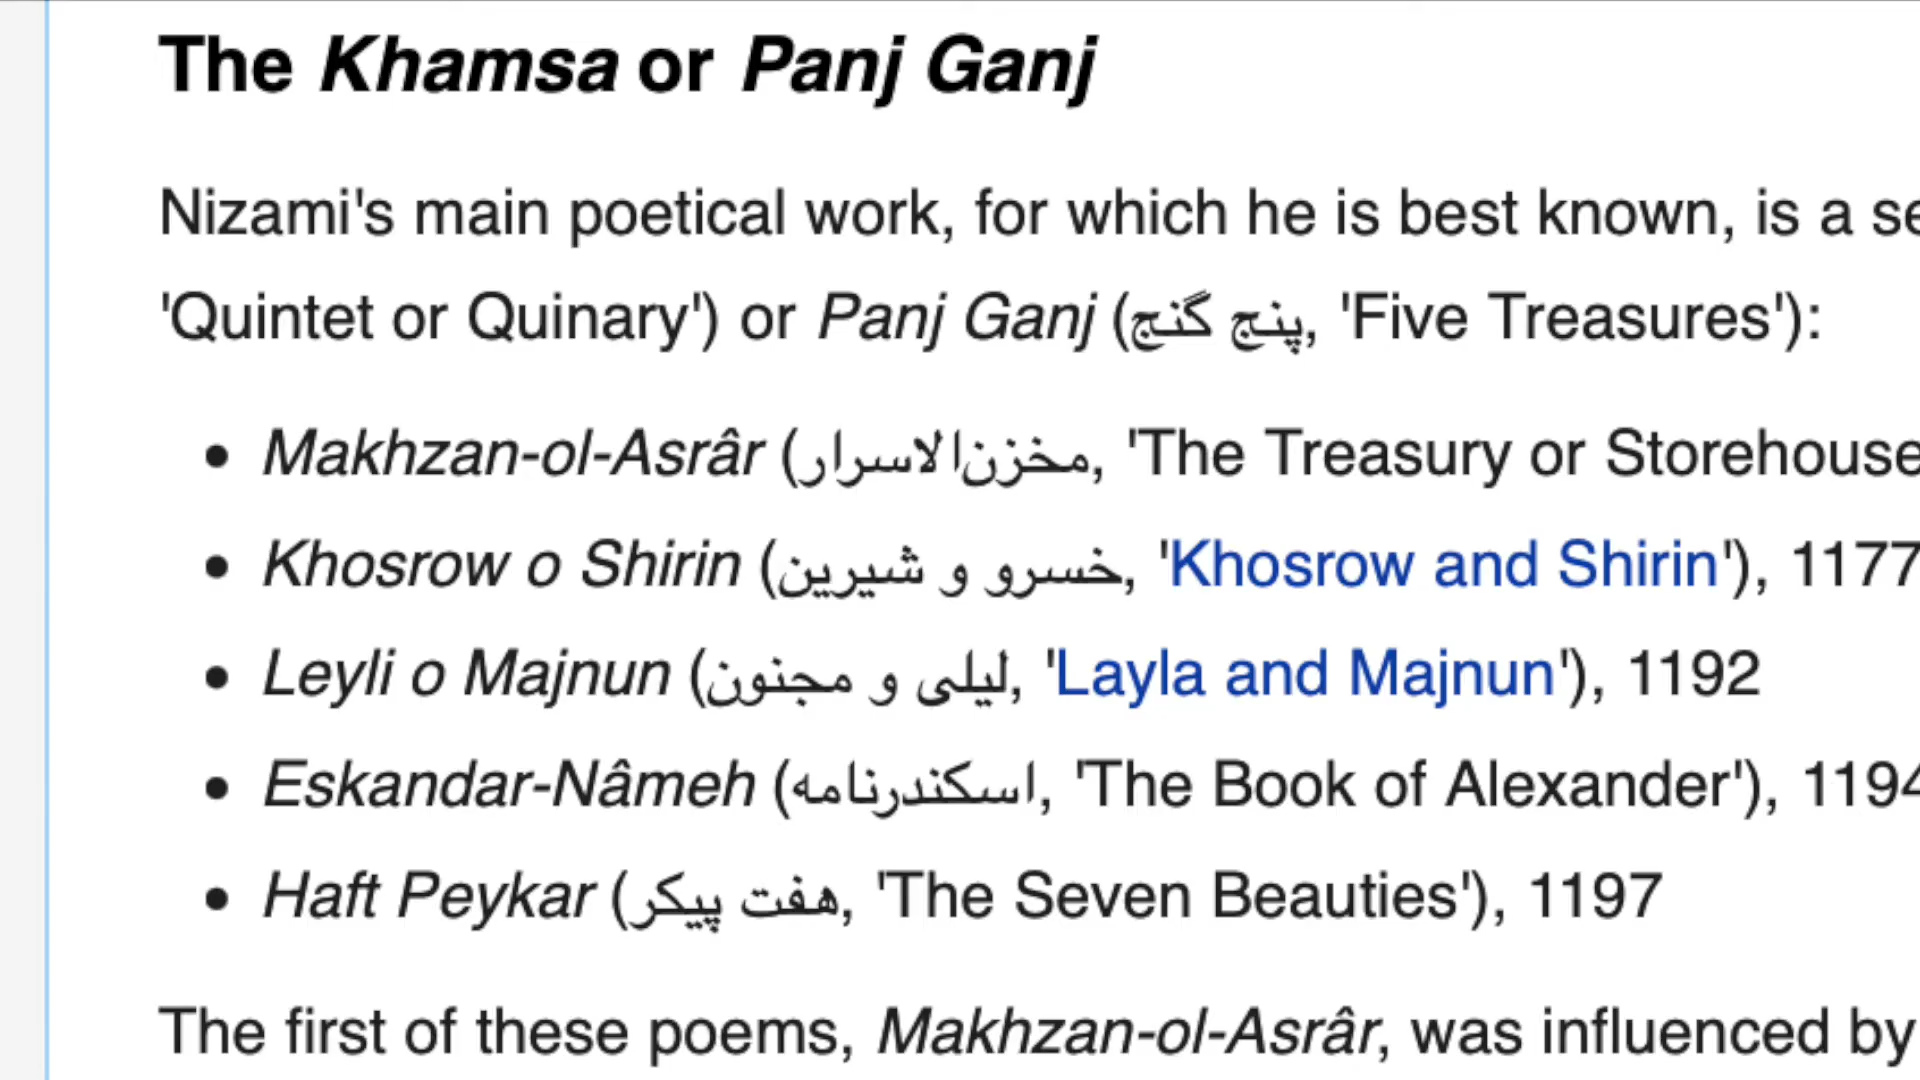 The Khamsa or Panj Ganj
Nizami's main poetical work, for which he is best known, is a
'Quintet or Quinary') or Panj Ganj (پنج گنج, 'Five Treasures'):
• Makhzan-ol-Asrâr (مخزن‌الاسرار, 'The Treasury or Storehouse
• Khosrow o Shirin (خسرو و شیرین, 'Khosrow and Shirin'), 1177
• Leyli o Majnun (لیلی و مجنون, 'Layla and Majnun'), 1192
• Eskandar-Nâmeh (اسکندرنامه, 'The Book of Alexander'), 1194
• Haft Peykar (هفت پیکر, 'The Seven Beauties'), 1197
The first of these poems, Makhzan-ol-Asrâr, was influenced by